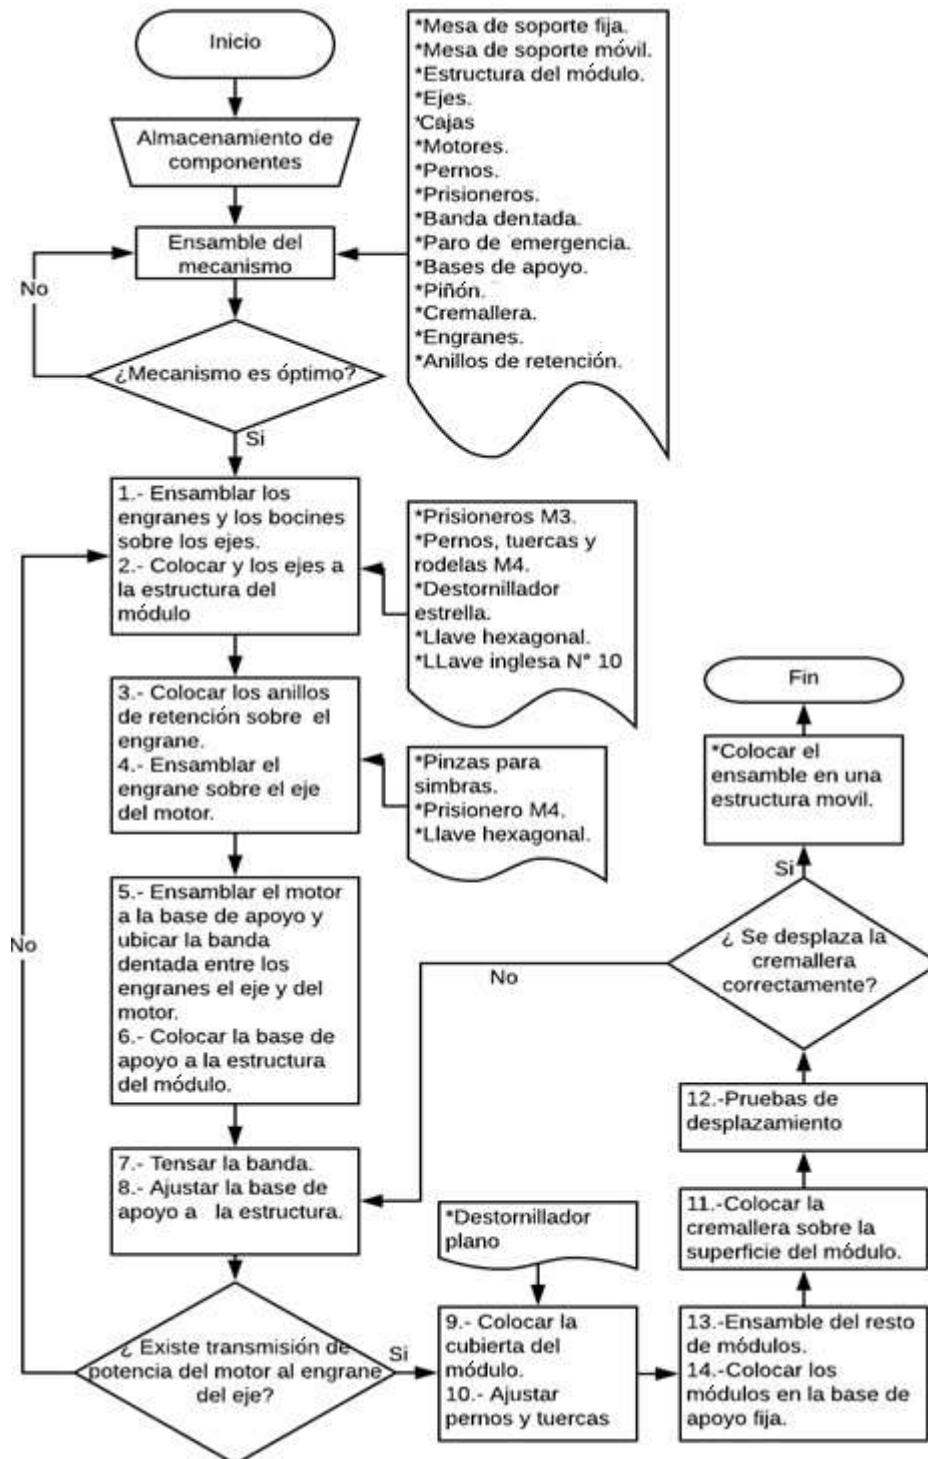 Inicio
Almacenamiento de
componentes
Ensamble del
mecanismo
No
¿Mecanismo es óptimo?
Si
*Mesa de soporte fija.
*Mesa de soporte móvil.
*Estructura del módulo.
*Ejes.
*Cajas
*Motores.
*Pernos.
*Prisioneros.
*Banda dentada.
*Paro de emergencia.
*Bases de apoyo.
*Piñón.
*Cremallera.
*Engranes.
*Anillos de retención.
1.- Ensamblar los
engranes y los bocines
sobre los ejes.
2.- Colocar y los ejes a
la estructura del
módulo
*Prisioneros M3.
*Pernos, tuercas y
rodelas M4.
*Destornillador
estrella.
*Llave hexagonal.
*LLave inglesa N° 10
3.- Colocar los anillos
de retención sobre el
engrane.
4.- Ensamblar el
engrane sobre el eje
del motor.
*Pinzas para
simbras.
*Prisionero M4.
*Llave hexagonal.
5.- Ensamblar el motor
a la base de apoyo y
ubicar la banda
dentada entre los
engranes el eje y del
motor.
6.- Colocar la base de
apoyo a la estructura
del módulo.
No
7.- Tensar la banda.
8.- Ajustar la base de
apoyo a la estructura.
¿ Existe transmisión de
potencia del motor al engrane
del eje?
Si
*Destornillador
plano
9.- Colocar la
cubierta del
módulo.
10.- Ajustar
pernos y tuercas
13.-Ensamble del resto
de módulos.
14.-Colocar los
módulos en la base de
apoyo fija.
11.-Colocar la
cremallera sobre la
superficie del módulo.
12.-Pruebas de
desplazamiento
¿ Se desplaza la
cremallera
correctamente?
No
Si
*Colocar el
ensamble en una
estructura movil.
Fin